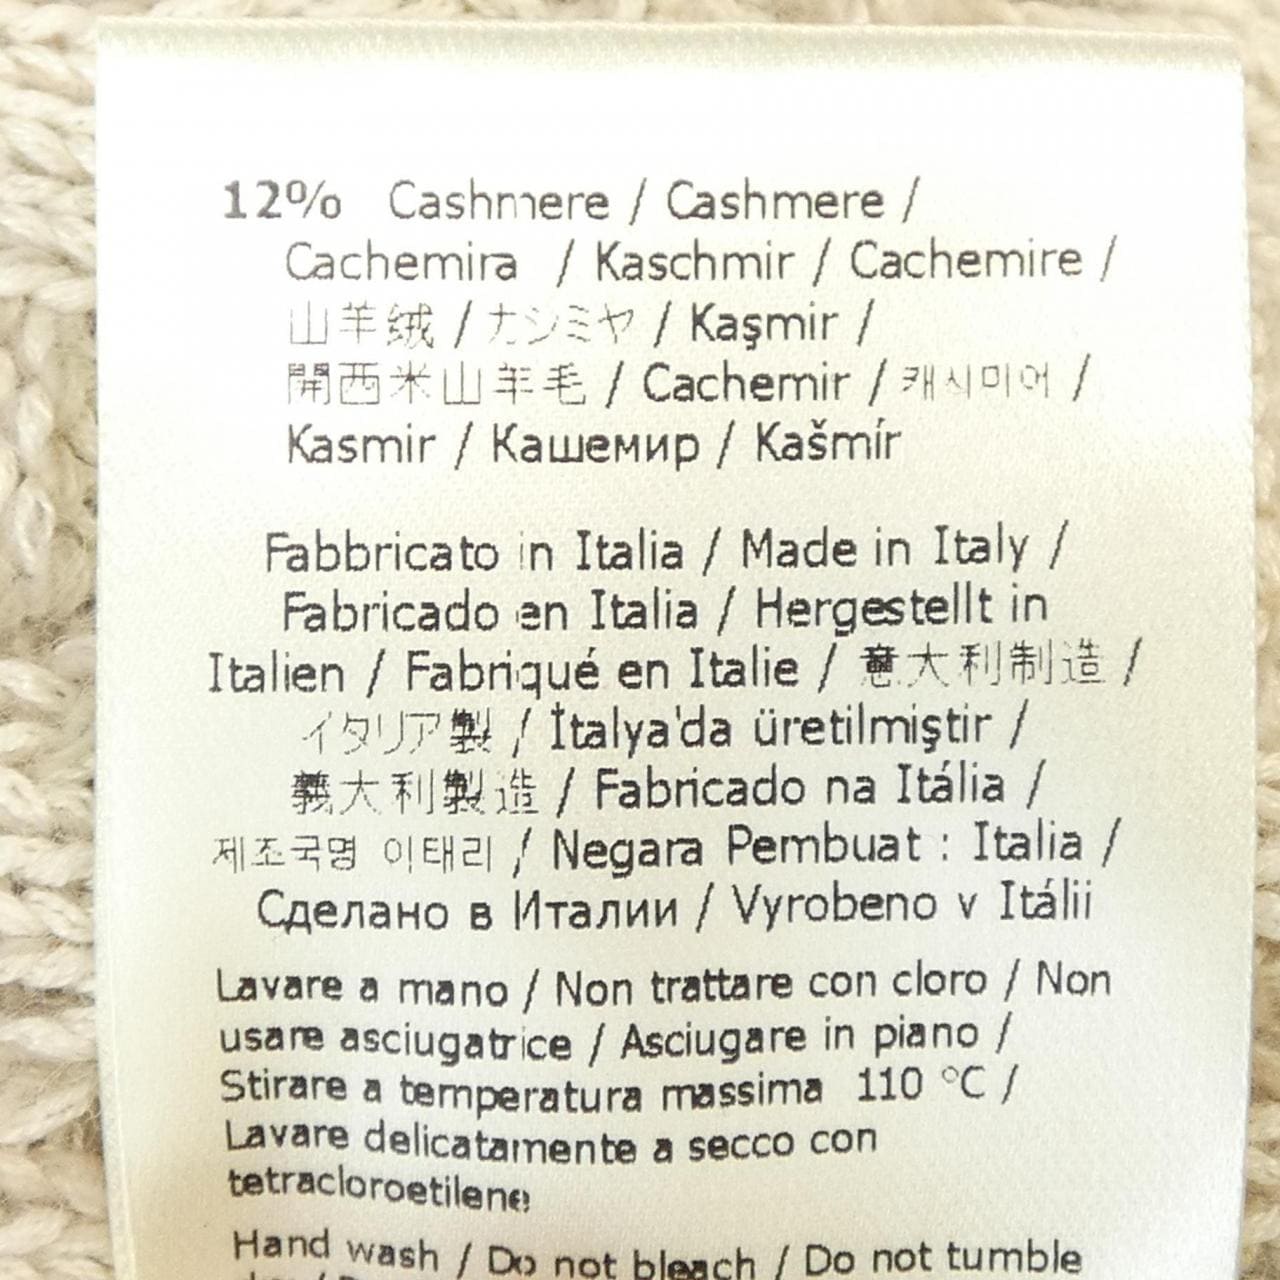 12% Cashmere / Cashmere /
Cachemira / Kaschmir / Cachemire /
山羊绒 / カシミヤ / Kaşmir /
開西米山羊毛 / Cachemir / 캐시미어 /
Kasmir / Кашемир / Kašmír
Fabbricato in Italia / Made in Italy /
Fabricado en Italia / Hergestellt in
Italien / Fabriqué en Italie / 意大利制造 /
イタリア製 / İtalya'da üretilmiştir /
義大利製造 / Fabricado na Itália /
제조국명 이태리 / Negara Pembuat : Italia /
Сделано в Италии / Vyrobeno v Itálii
Lavare a mano / Non trattare con cloro / Non
usare asciugatrice / Asciugare in piano /
Stirare a temperatura massima 110 °C /
Lavare delicatamente a secco con
tetracloroetilene
Hand wash / Do not bleach / Do not tumble